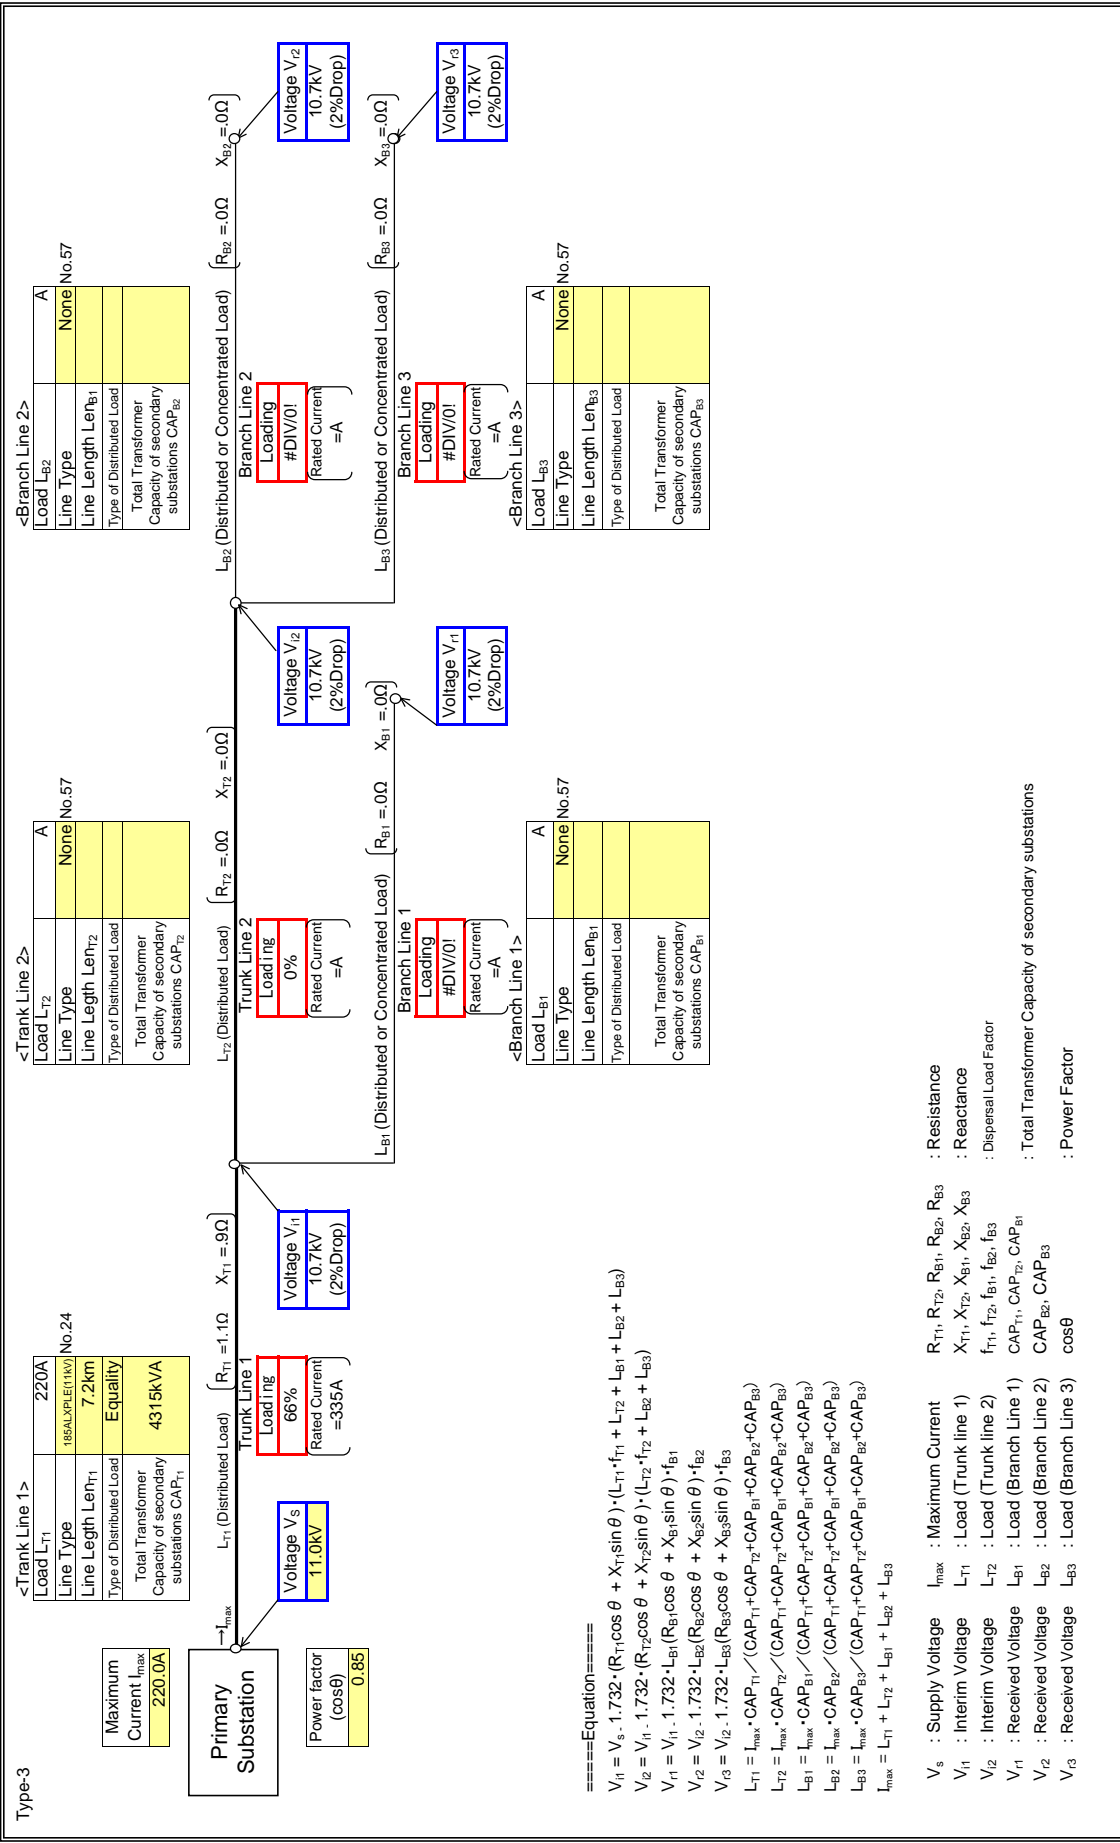 Type-3
Maximum
Current Imax
220.0A
Primary
Substation
Power factor
(cosθ)
0.85
→Imax
Voltage Vs
11.0kV
<Trank Line 1>
Load LT1 220A
Line Type 185ALXPLE(11kV) No.24
Line Legth LenT1 7.2km
Type of Distributed Load Equality
Total Transformer
Capacity of secondary
substations CAPT1
4315kVA
LT1 (Distributed Load) RT1 =1.1Ω XT1 =.9Ω
Trunk Line 1
Loading
66%
Rated Current
=335A
Voltage Vi1
10.7kV
(2%Drop)
<Trank Line 2>
Load LT2 A
Line Type None No.57
Line Legth LenT2
Type of Distributed Load
Total Transformer
Capacity of secondary
substations CAPT2
LT2 (Distributed Load) RT2 =.0Ω XT2 =.0Ω
Trunk Line 2
Loading
0%
Rated Current
=A
Voltage Vi2
10.7kV
(2%Drop)
LB1 (Distributed or Concentrated Load) RB1 =.0Ω XB1 =.0Ω
Branch Line 1
Loading
#DIV/0!
Rated Current
=A
Voltage Vr1
10.7kV
(2%Drop)
<Branch Line 1>
Load LB1 A
Line Type None No.57
Line Length LenB1
Type of Distributed Load
Total Transformer
Capacity of secondary
substations CAPB1
<Branch Line 2>
Load LB2 A
Line Type None No.57
Line Length LenB1
Type of Distributed Load
Total Transformer
Capacity of secondary
substations CAPB2
LB2 (Distributed or Concentrated Load) RB2 =.0Ω XB2 =.0Ω
Branch Line 2
Loading
#DIV/0!
Rated Current
=A
Voltage Vr2
10.7kV
(2%Drop)
LB3 (Distributed or Concentrated Load) RB3 =.0Ω XB3 =.0Ω
Branch Line 3
Loading
#DIV/0!
Rated Current
=A
Voltage Vr3
10.7kV
(2%Drop)
<Branch Line 3>
Load LB3 A
Line Type None No.57
Line Length LenB3
Type of Distributed Load
Total Transformer
Capacity of secondary
substations CAPB3
=====Equation=====
Vi1 = Vs - 1.732・(RT1cos θ + XT1sin θ)・(LT1・fT1 + LT2 + LB1 + LB2 + LB3)
Vi2 = Vi1 - 1.732・(RT2cos θ + XT2sin θ)・(LT2・fT2 + LB2 + LB3)
Vr1 = Vi1 - 1.732・LB1(RB1cos θ + XB1sin θ)・fB1
Vr2 = Vi2 - 1.732・LB2(RB2cos θ + XB2sin θ)・fB2
Vr3 = Vi2 - 1.732・LB3(RB3cos θ + XB3sin θ)・fB3
LT1 = Imax・CAPT1/(CAPT1+CAPT2+CAPB1+CAPB2+CAPB3)
LT2 = Imax・CAPT2/(CAPT1+CAPT2+CAPB1+CAPB2+CAPB3)
LB1 = Imax・CAPB1/(CAPT1+CAPT2+CAPB1+CAPB2+CAPB3)
LB2 = Imax・CAPB2/(CAPT1+CAPT2+CAPB1+CAPB2+CAPB3)
LB3 = Imax・CAPB3/(CAPT1+CAPT2+CAPB1+CAPB2+CAPB3)
Imax = LT1 + LT2 + LB1 + LB2 + LB3
Vs : Supply Voltage Imax : Maximum Current RT1, RT2, RB1, RB2, RB3 : Resistance
Vi1 : Interim Voltage LT1 : Load (Trunk line 1) XT1, XT2, XB1, XB2, XB3 : Reactance
Vi2 : Interim Voltage LT2 : Load (Trunk line 2) fT1, fT2, fB1, fB2, fB3 : Dispersal Load Factor
Vr1 : Received Voltage LB1 : Load (Branch Line 1) CAPT1, CAPT2, CAPB1
Vr2 : Received Voltage LB2 : Load (Branch Line 2) CAPB2, CAPB3 : Total Transformer Capacity of secondary substations
Vr3 : Received Voltage LB3 : Load (Branch Line 3) cosθ : Power Factor